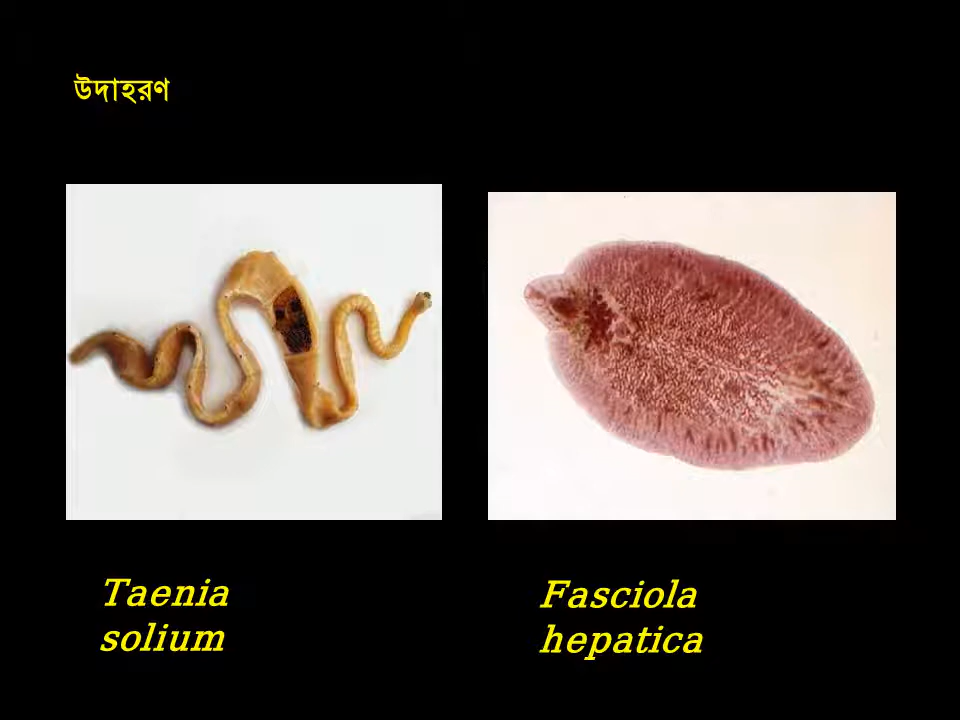 উদাহরণ
Taenia
solium
Fasciola
hepatica